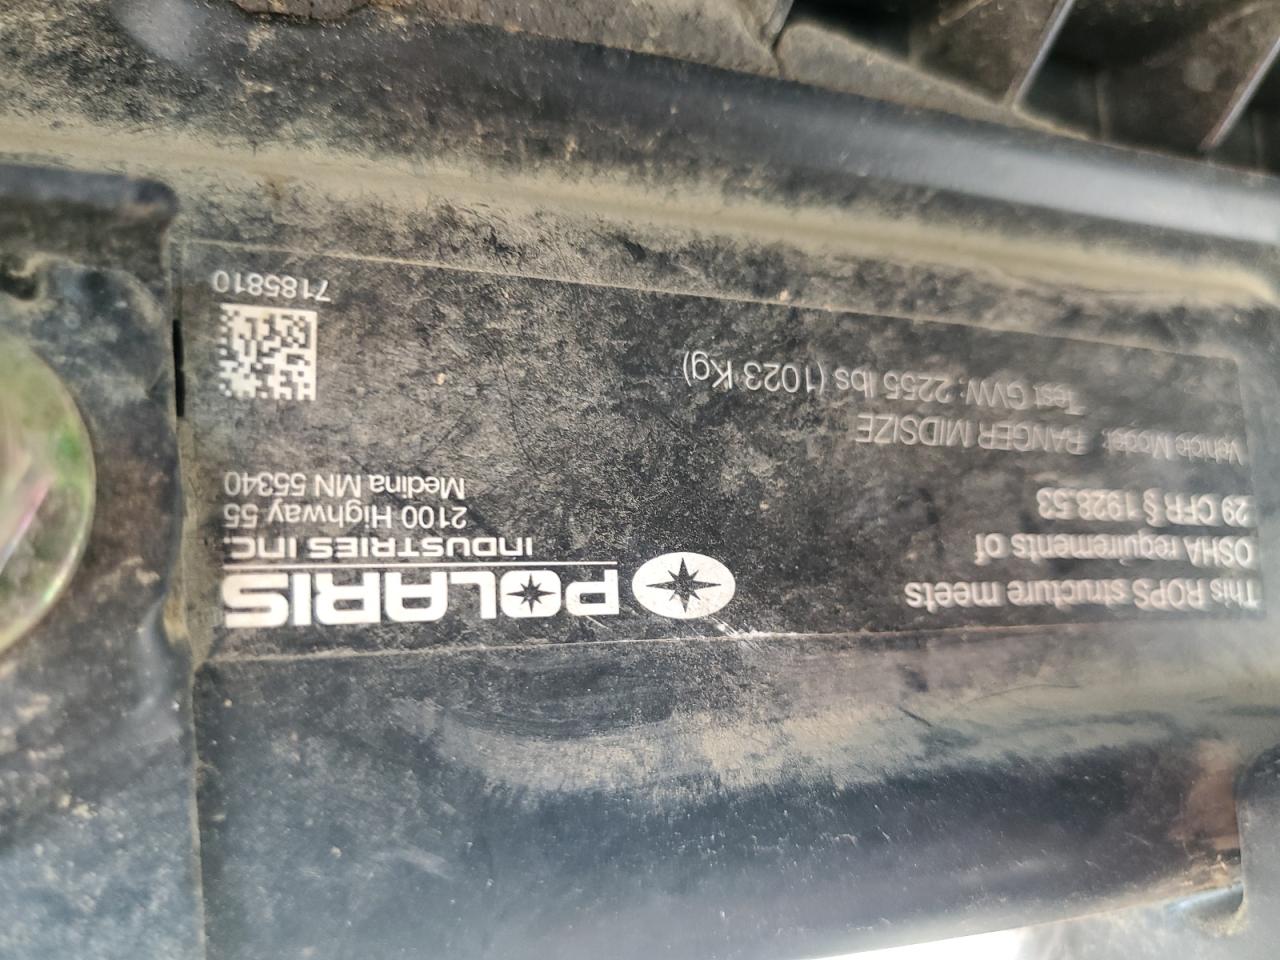 POLARIS
INDUSTRIES INC.
2100 Highway 55
Medina MN 55340
7185810
This ROPS structure meets
OSHA requirements of
29 CFR § 1928.53
Vehicle Model: RANGER MIDSIZE
Test GVW: 2255 lbs (1023 Kg)